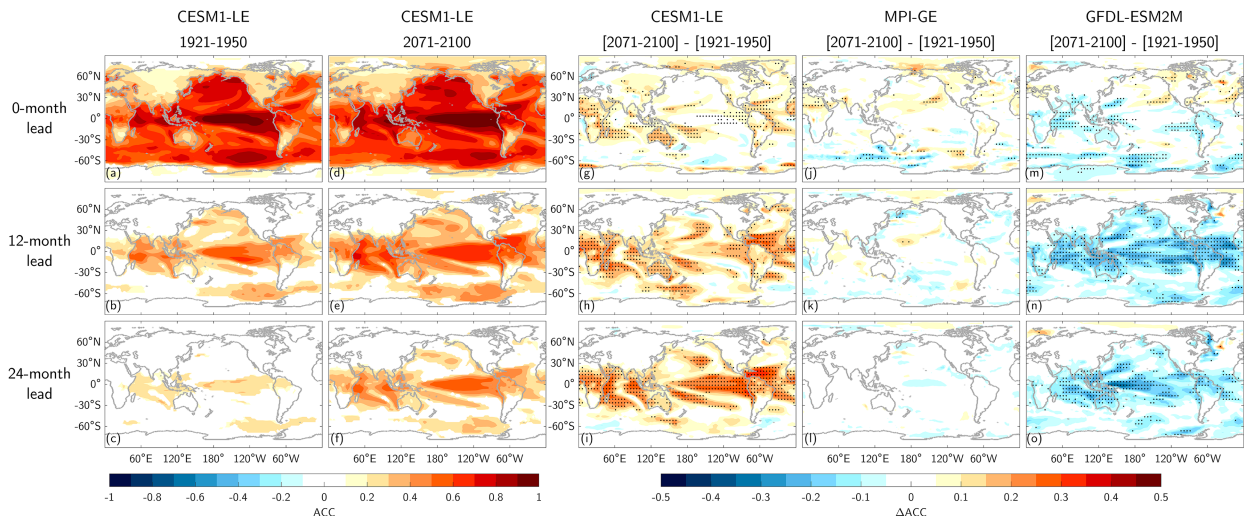 CESM1-LE CESM1-LE CESM1-LE MPI-GE GFDL-ESM2M
1921-1950 2071-2100 [2071-2100] - [1921-1950] [2071-2100] - [1921-1950] [2071-2100] - [1921-1950]
0-month
lead
60°N
30°N
0°
-30°S
-60°S
(a) (d) (g) (j) (m)
12-month
lead
60°N
30°N
0°
-30°S
-60°S
(b) (e) (h) (k) (n)
24-month
lead
60°N
30°N
0°
-30°S
-60°S
(c) (f) (i) (l) (o)
60°E 120°E 180° 120°W 60°W 60°E 120°E 180° 120°W 60°W 60°E 120°E 180° 120°W 60°W 60°E 120°E 180° 120°W 60°W 60°E 120°E 180° 120°W 60°W
-1 -0.8 -0.6 -0.4 -0.2 0 0.2 0.4 0.6 0.8 1
ACC
-0.5 -0.4 -0.3 -0.2 -0.1 0 0.1 0.2 0.3 0.4 0.5
ΔACC